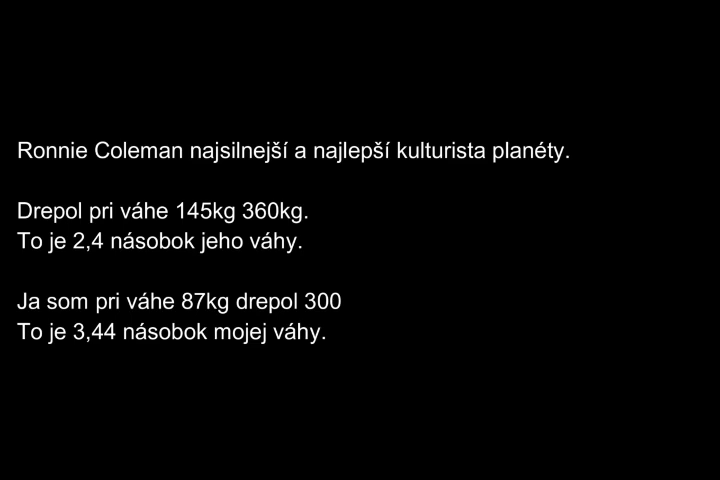 Ronnie Coleman najsilnejší a najlepší kulturista planéty.
Drepol pri váhe 145kg 360kg.
To je 2,4 násobok jeho váhy.
Ja som pri váhe 87kg drepol 300
To je 3,44 násobok mojej váhy.